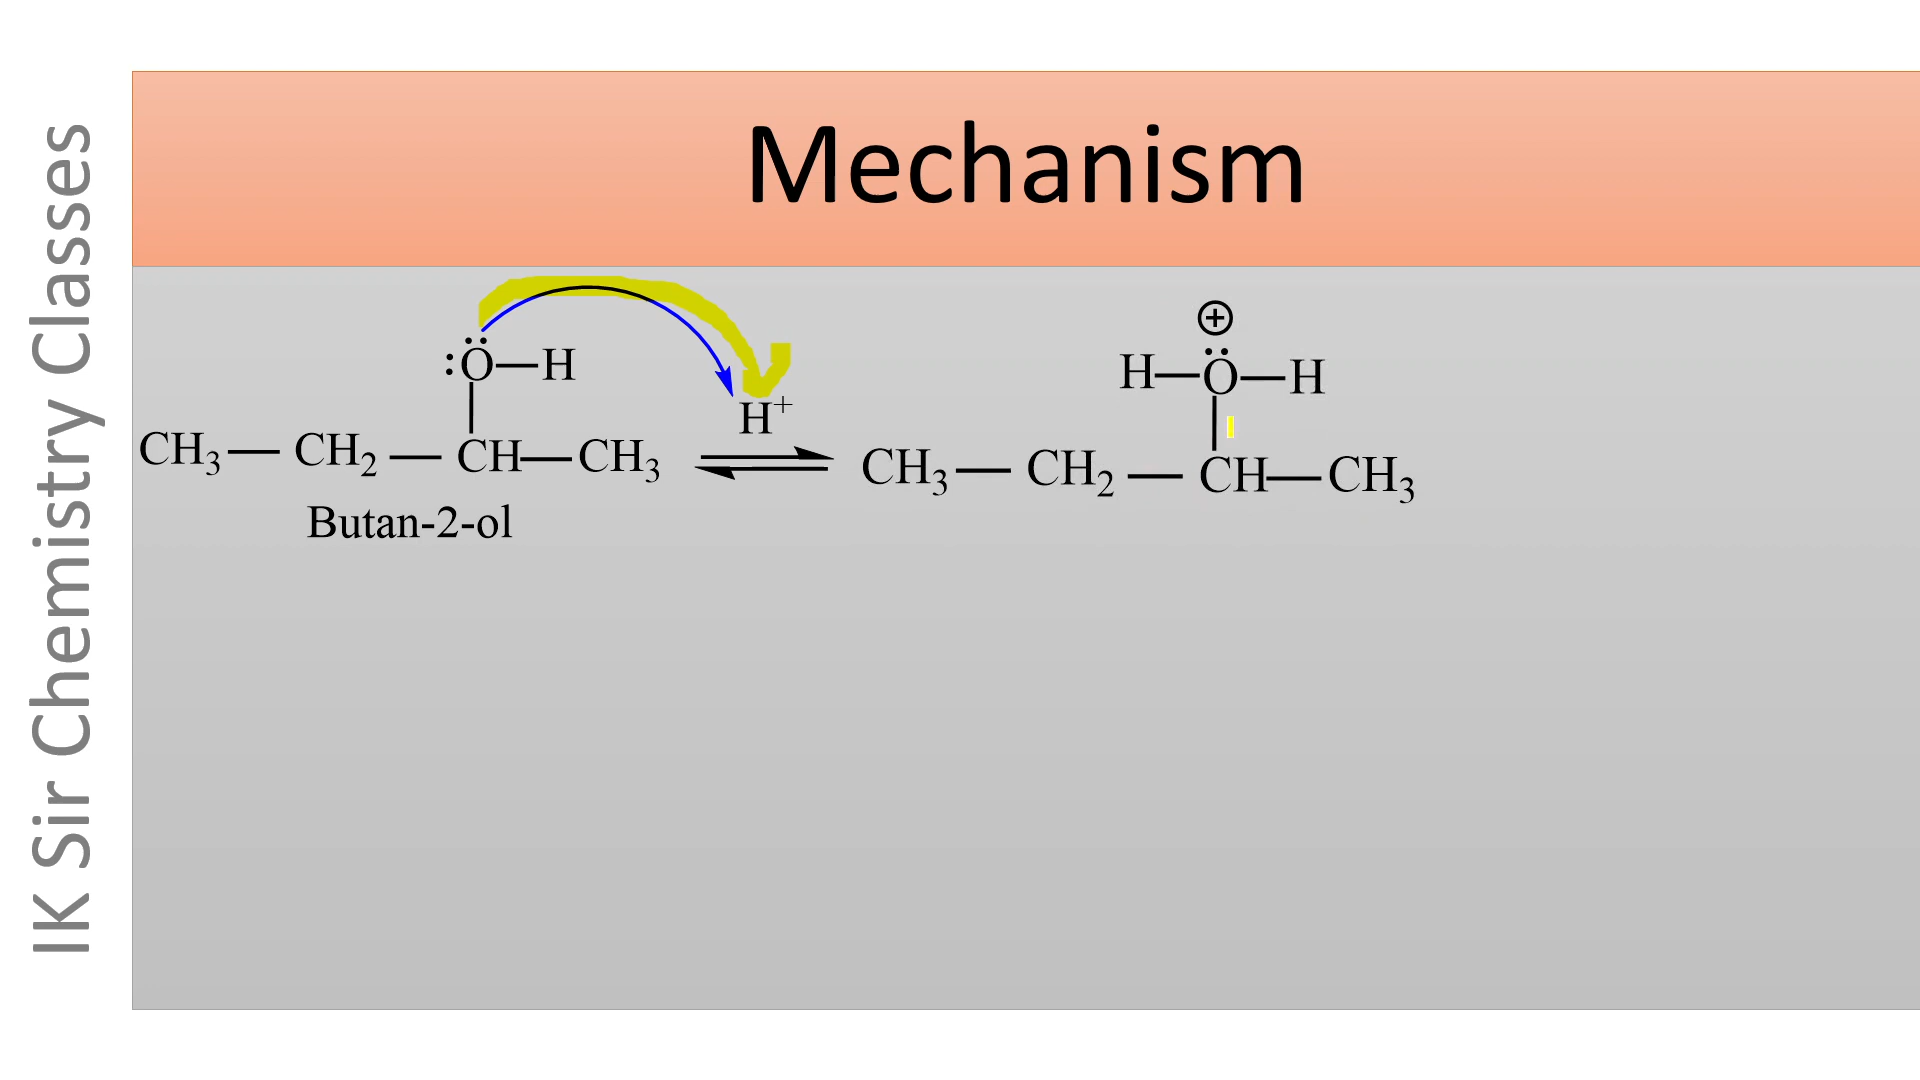 IK Sir Chemistry Classes
Mechanism
:Ö—H
H⁺
CH₃— CH₂ — CH—CH₃
Butan-2-ol
⊕
H—Ö—H
CH₃— CH₂ — CH—CH₃